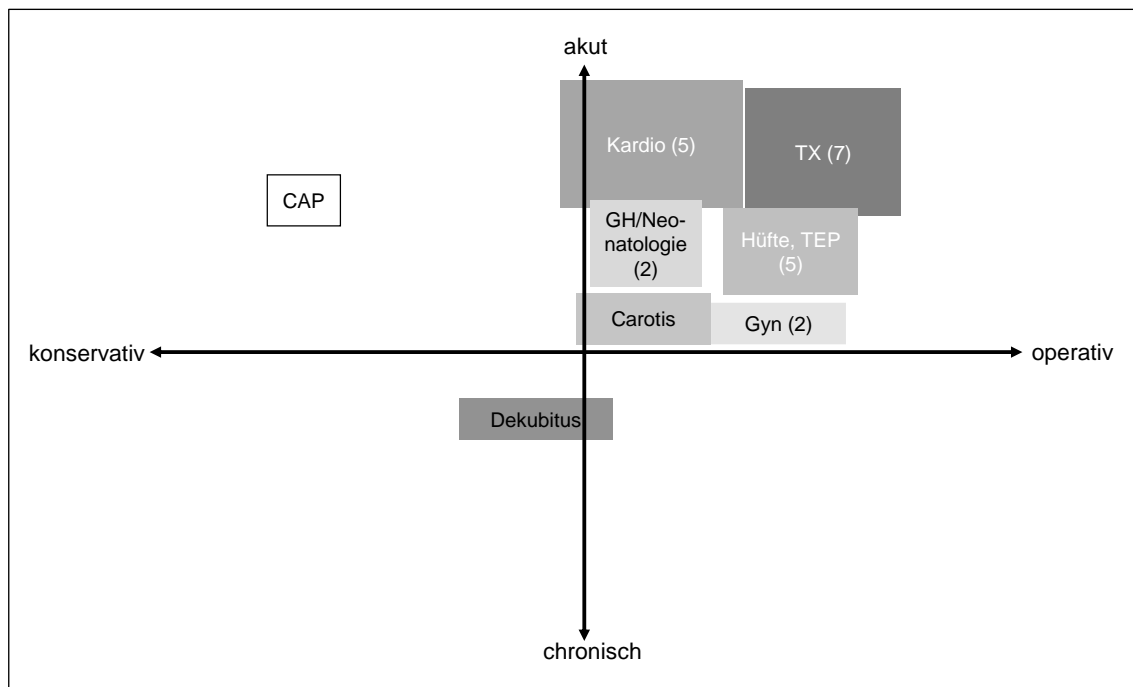 akut
Kardio (5)
TX (7)
CAP
GH/Neo-
natologie
(2)
Hüfte, TEP
(5)
Carotis
Gyn (2)
konservativ
operativ
Dekubitus
chronisch